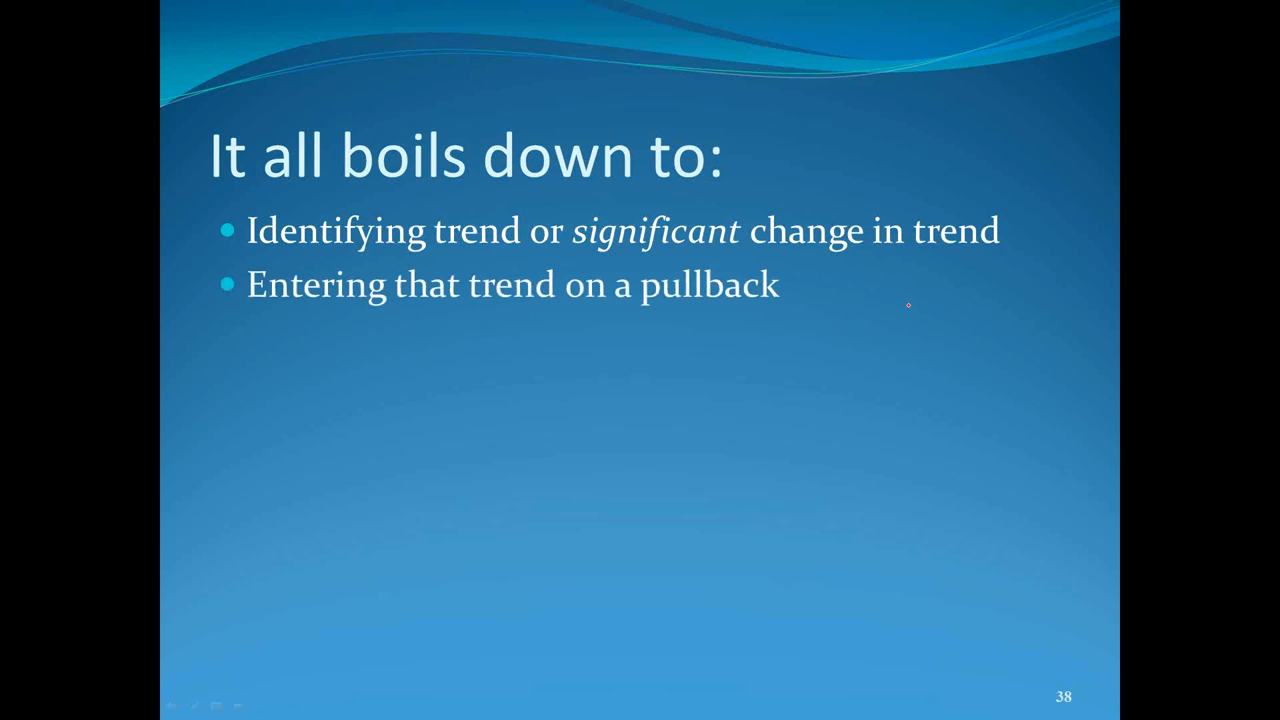 It all boils down to:
Identifying trend or significant change in trend
Entering that trend on a pullback
38